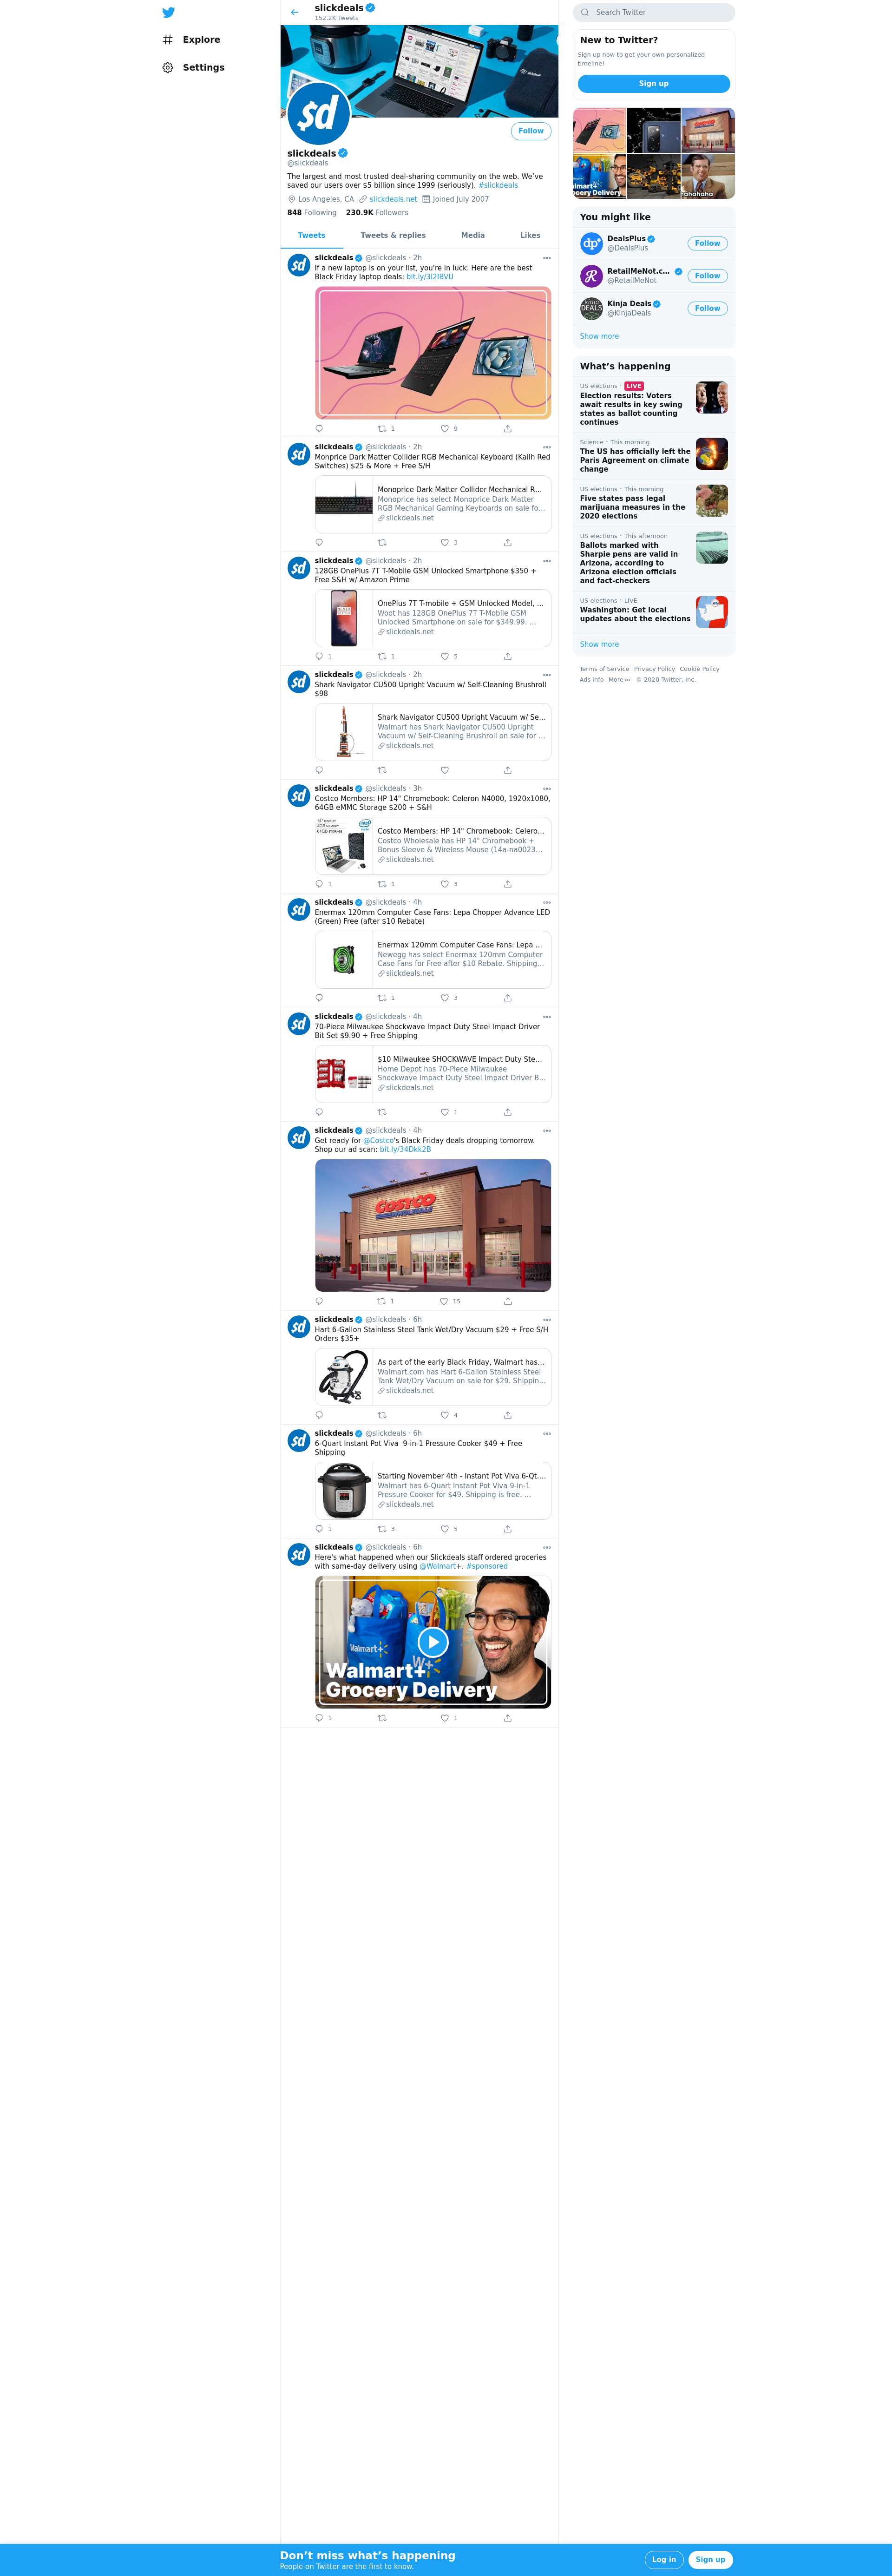 Explore
Settings
slickdeals
152.2K Tweets
$d
Follow
slickdeals
@slickdeals
The largest and most trusted deal-sharing community on the web. We've
saved our users over $5 billion since 1999 (seriously). #slickdeals
Los Angeles, CA slickdeals.net Joined July 2007
848 Following 230.9K Followers
Tweets Tweets & replies Media Likes
slickdeals @slickdeals · 2h
If a new laptop is on your list, you're in luck. Here are the best
Black Friday laptop deals: bit.ly/3l2IBVU
1 9
slickdeals @slickdeals · 2h
Monprice Dark Matter Collider RGB Mechanical Keyboard (Kailh Red
Switches) $25 & More + Free S/H
Monoprice Dark Matter Collider Mechanical R...
Monoprice has select Monoprice Dark Matter
RGB Mechanical Gaming Keyboards on sale fo...
slickdeals.net
3
slickdeals @slickdeals · 2h
128GB OnePlus 7T T-Mobile GSM Unlocked Smartphone $350 +
Free S&H w/ Amazon Prime
OnePlus 7T T-mobile + GSM Unlocked Model, ...
Woot has 128GB OnePlus 7T T-Mobile GSM
Unlocked Smartphone on sale for $349.99. ...
slickdeals.net
1 1 5
slickdeals @slickdeals · 2h
Shark Navigator CU500 Upright Vacuum w/ Self-Cleaning Brushroll
$98
Shark Navigator CU500 Upright Vacuum w/ Se...
Walmart has Shark Navigator CU500 Upright
Vacuum w/ Self-Cleaning Brushroll on sale for ...
slickdeals.net
slickdeals @slickdeals · 3h
Costco Members: HP 14" Chromebook: Celeron N4000, 1920x1080,
64GB eMMC Storage $200 + S&H
14" DISPLAY
4GB MEMORY
64GB STORAGE
Costco Members: HP 14" Chromebook: Celero...
Costco Wholesale has HP 14" Chromebook +
Bonus Sleeve & Wireless Mouse (14a-na0023...
slickdeals.net
1 1 3
slickdeals @slickdeals · 4h
Enermax 120mm Computer Case Fans: Lepa Chopper Advance LED
(Green) Free (after $10 Rebate)
Enermax 120mm Computer Case Fans: Lepa ...
Newegg has select Enermax 120mm Computer
Case Fans for Free after $10 Rebate. Shipping...
slickdeals.net
1 3
slickdeals @slickdeals · 4h
70-Piece Milwaukee Shockwave Impact Duty Steel Impact Driver
Bit Set $9.90 + Free Shipping
$10 Milwaukee SHOCKWAVE Impact Duty Ste...
Home Depot has 70-Piece Milwaukee
Shockwave Impact Duty Steel Impact Driver B...
slickdeals.net
1
slickdeals @slickdeals · 4h
Get ready for @Costco's Black Friday deals dropping tomorrow.
Shop our ad scan: bit.ly/34Dkk2B
COSTCO
WHOLESALE
1 15
slickdeals @slickdeals · 6h
Hart 6-Gallon Stainless Steel Tank Wet/Dry Vacuum $29 + Free S/H
Orders $35+
As part of the early Black Friday, Walmart has...
Walmart.com has Hart 6-Gallon Stainless Steel
Tank Wet/Dry Vacuum on sale for $29. Shippin...
slickdeals.net
4
slickdeals @slickdeals · 6h
6-Quart Instant Pot Viva 9-in-1 Pressure Cooker $49 + Free
Shipping
Starting November 4th - Instant Pot Viva 6-Qt....
Walmart has 6-Quart Instant Pot Viva 9-in-1
Pressure Cooker for $49. Shipping is free. ...
slickdeals.net
1 3 5
slickdeals @slickdeals · 6h
Here's what happened when our Slickdeals staff ordered groceries
with same-day delivery using @Walmart+. #sponsored
Walmart+
W+
Walmart+
Grocery Delivery
1 1
Search Twitter
New to Twitter?
Sign up now to get your own personalized
timeline!
Sign up
COSTCO
Walmart+:
Grocery Delivery
ahahaha
You might like
dp+
DealsPlus
@DealsPlus
Follow
RetailMeNot.c...
@RetailMeNot
Follow
DEALS
Kinja Deals
@KinjaDeals
Follow
Show more
What's happening
US elections · LIVE
Election results: Voters
await results in key swing
states as ballot counting
continues
Science · This morning
The US has officially left the
Paris Agreement on climate
change
US elections · This morning
Five states pass legal
marijuana measures in the
2020 elections
US elections · This afternoon
Ballots marked with
Sharpie pens are valid in
Arizona, according to
Arizona election officials
and fact-checkers
US elections · LIVE
Washington: Get local
updates about the elections
Show more
Terms of Service Privacy Policy Cookie Policy
Ads info More ··· © 2020 Twitter, Inc.
Don't miss what's happening
People on Twitter are the first to know.
Log in Sign up